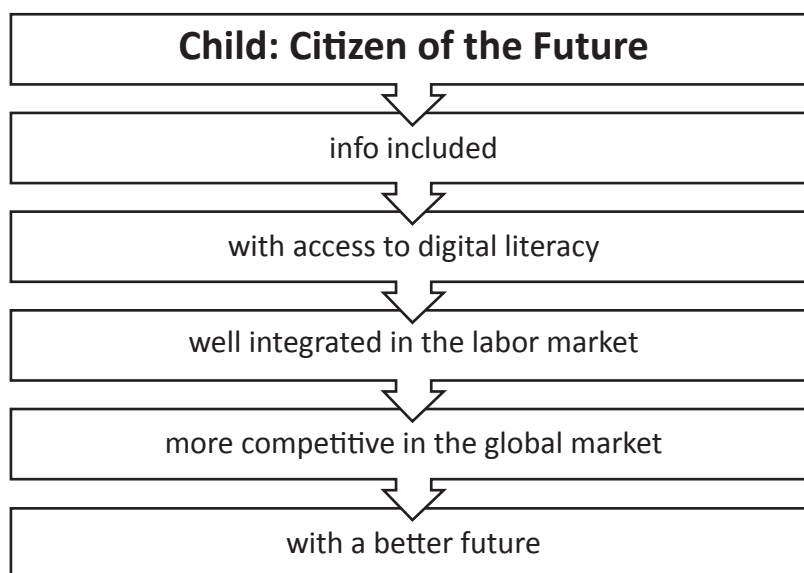 Child: Citizen of the Future
info included
with access to digital literacy
well integrated in the labor market
more competitive in the global market
with a better future